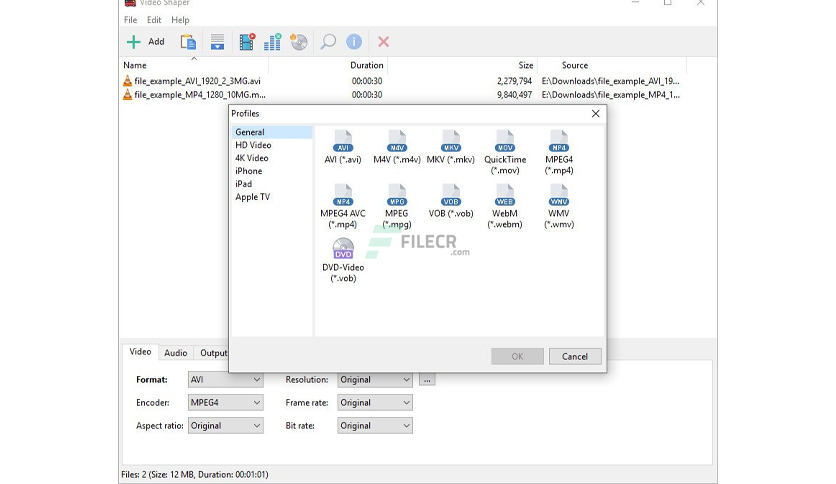 Video Shaper
File Edit Help
Add
Name Duration Size Source
file_example_AVI_1920_2_3MG.avi 00:00:30 2,279,794 E:\Downloads\file_example_AVI_19...
file_example_MP4_1280_10MG.m... 00:00:30 9,840,497 E:\Downloads\file_example_MP4_1...
Profiles
General
HD Video
4K Video
iPhone
iPad
Apple TV
AVI M4V MKV MOV MP4
AVI (*.avi) M4V (*.m4v) MKV (*.mkv) QuickTime (*.mov) MPEG4 (*.mp4)
MP4 MPG VOB WEB WMV
MPEG4 AVC (*.mp4) MPEG (*.mpg) VOB (*.vob) WebM (*.webm) WMV (*.wmv)
DVD
DVD-Video (*.vob)
FILECR
.com
OK Cancel
Video Audio Output
Format: AVI Resolution: Original ...
Encoder: MPEG4 Frame rate: Original
Aspect ratio: Original Bit rate: Original
Files: 2 (Size: 12 MB, Duration: 00:01:01)